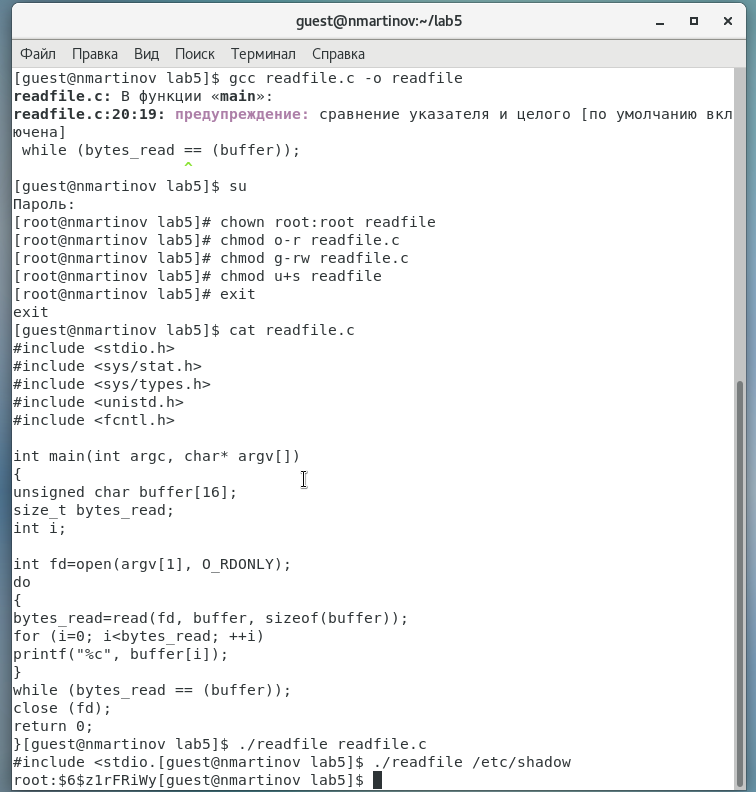 guest@nmartinov:~/lab5
Файл Правка Вид Поиск Терминал Справка
[guest@nmartinov lab5]$ gcc readfile.c -o readfile
readfile.c: В функции «main»:
readfile.c:20:19: предупреждение: сравнение указателя и целого [по умолчанию вкл
ючена]
 while (bytes_read == (buffer));
                   ^
[guest@nmartinov lab5]$ su
Пароль:
[root@nmartinov lab5]# chown root:root readfile
[root@nmartinov lab5]# chmod o-r readfile.c
[root@nmartinov lab5]# chmod g-rw readfile.c
[root@nmartinov lab5]# chmod u+s readfile
[root@nmartinov lab5]# exit
exit
[guest@nmartinov lab5]$ cat readfile.c
#include <stdio.h>
#include <sys/stat.h>
#include <sys/types.h>
#include <unistd.h>
#include <fcntl.h>

int main(int argc, char* argv[])
{
unsigned char buffer[16];
size_t bytes_read;
int i;

int fd=open(argv[1], O_RDONLY);
do
{
bytes_read=read(fd, buffer, sizeof(buffer));
for (i=0; i<bytes_read; ++i)
printf("%c", buffer[i]);
}
while (bytes_read == (buffer));
close (fd);
return 0;
}[guest@nmartinov lab5]$ ./readfile readfile.c
#include <stdio.[guest@nmartinov lab5]$ ./readfile /etc/shadow
root:$6$z1rFRiWy[guest@nmartinov lab5]$